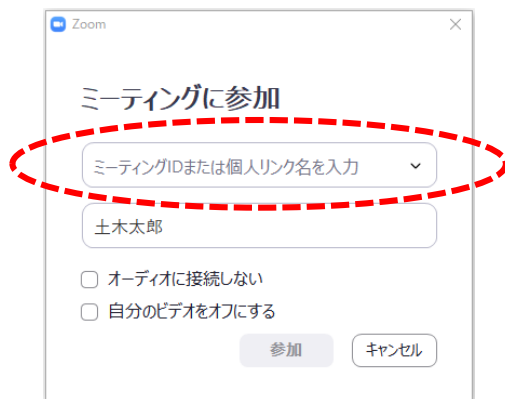 Zoom
ミーティングに参加
ミーティングIDまたは個人リンク名を入力
土木太郎
オーディオに接続しない
自分のビデオをオフにする
参加 キャンセル